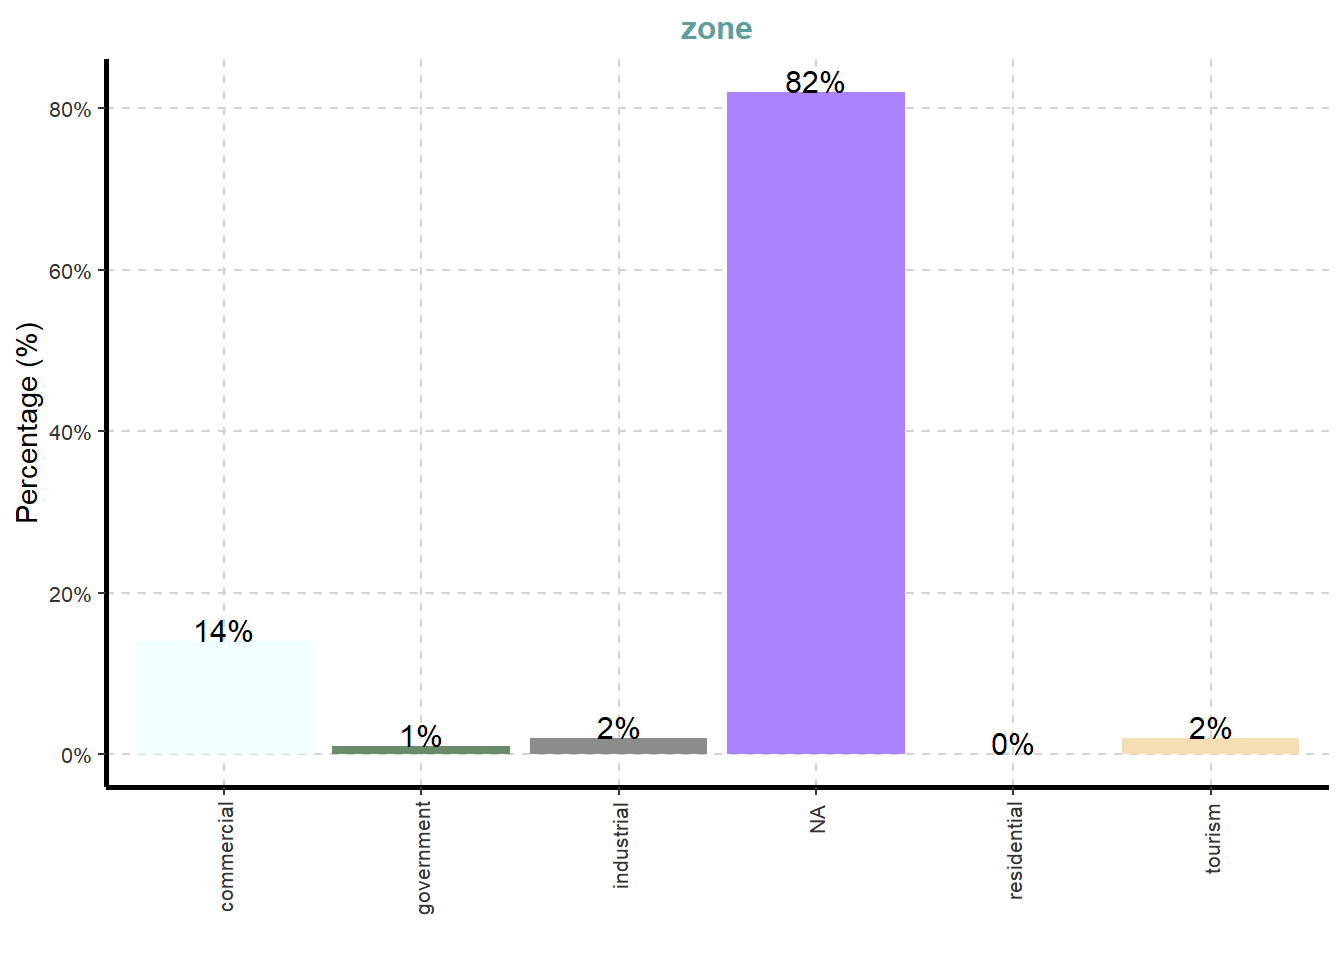 zone
82%
80%
60%
Percentage (%)
40%
20%
14%
1%
2%
0%
2%
0%
commercial
government
industrial
NA
residential
tourism